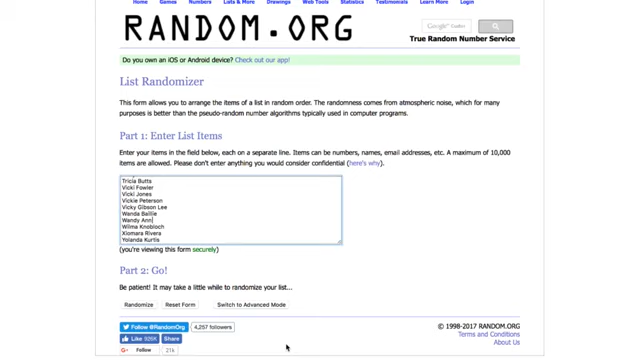 Home Games Numbers Lists & More Drawings Web Tools Statistics Testimonials Learn More Login
RANDOM.ORG
Google Custom
True Random Number Service
Do you own an iOS or Android device? Check out our app!
List Randomizer
This form allows you to arrange the items of a list in random order. The randomness comes from atmospheric noise, which for many
purposes is better than the pseudo-random number algorithms typically used in computer programs.
Part 1: Enter List Items
Enter your items in the field below, each on a separate line. Items can be numbers, names, email addresses, etc. A maximum of 10,000
items are allowed. Please don't enter anything you would consider confidential (here's why).
Tricia Butts
Vicki Fowler
Vicki Jones
Vickie Peterson
Vicky Gibson Lee
Wanda Baillie
Wandy Ann
Wilma Knobloch
Xiomara Rivera
Yolanda Kurtis
(you're viewing this form securely)
Part 2: Go!
Be patient! It may take a little while to randomize your list...
Randomize Reset Form Switch to Advanced Mode
Follow @RandomOrg 4,257 followers
Like 926K Share
G+ Follow 21k
© 1998-2017 RANDOM.ORG
Terms and Conditions
About Us